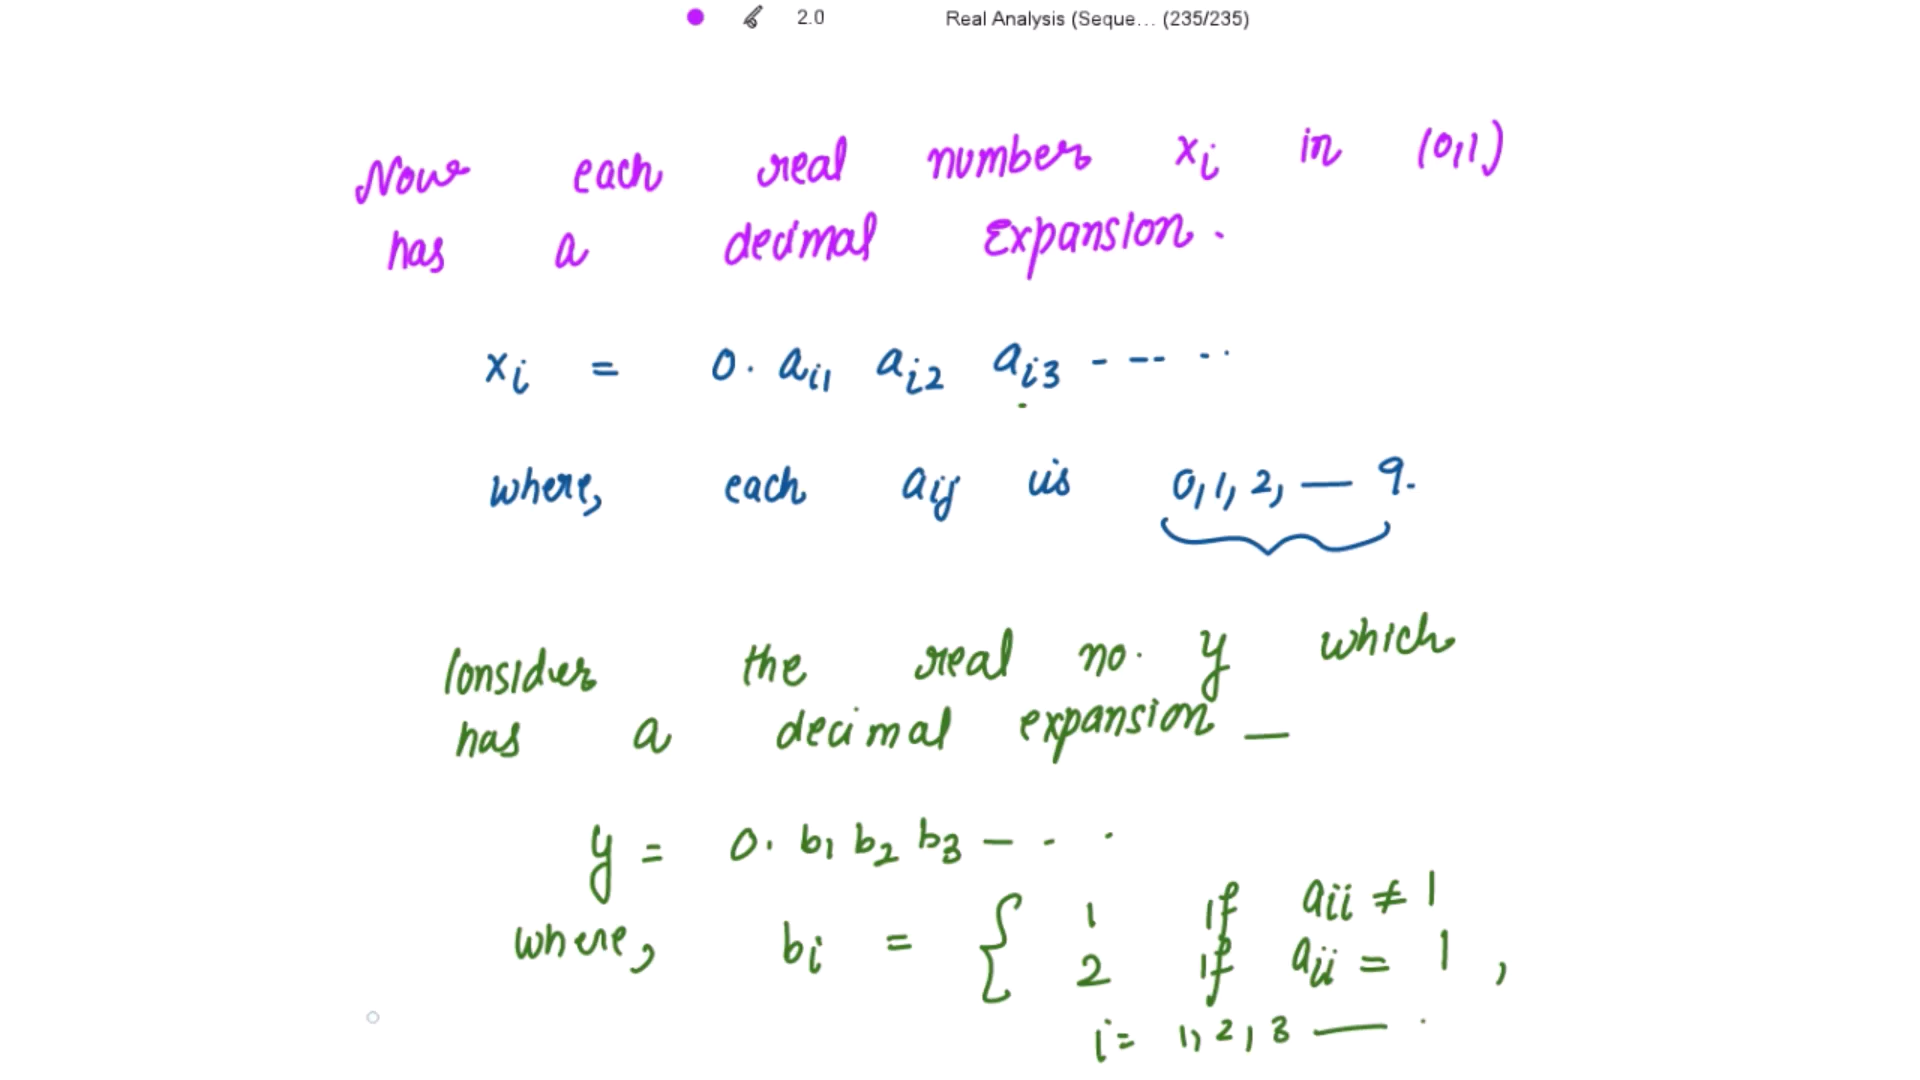 2.0 Real Analysis (Seque... (235/235)
Now each real number xᵢ in (0,1)
has a decimal Expansion.
xᵢ = 0. aᵢ₁ aᵢ₂ aᵢ₃ - -- - ·
where, each aᵢⱼ is 0, 1, 2, — 9.
Consider the real no. y which
has a decimal expansion —
y = 0. b₁ b₂ b₃ — - ·
where, bᵢ = { 1 if aᵢᵢ ≠ 1
2 if aᵢᵢ = 1 ,
i = 1, 2, 3 — .